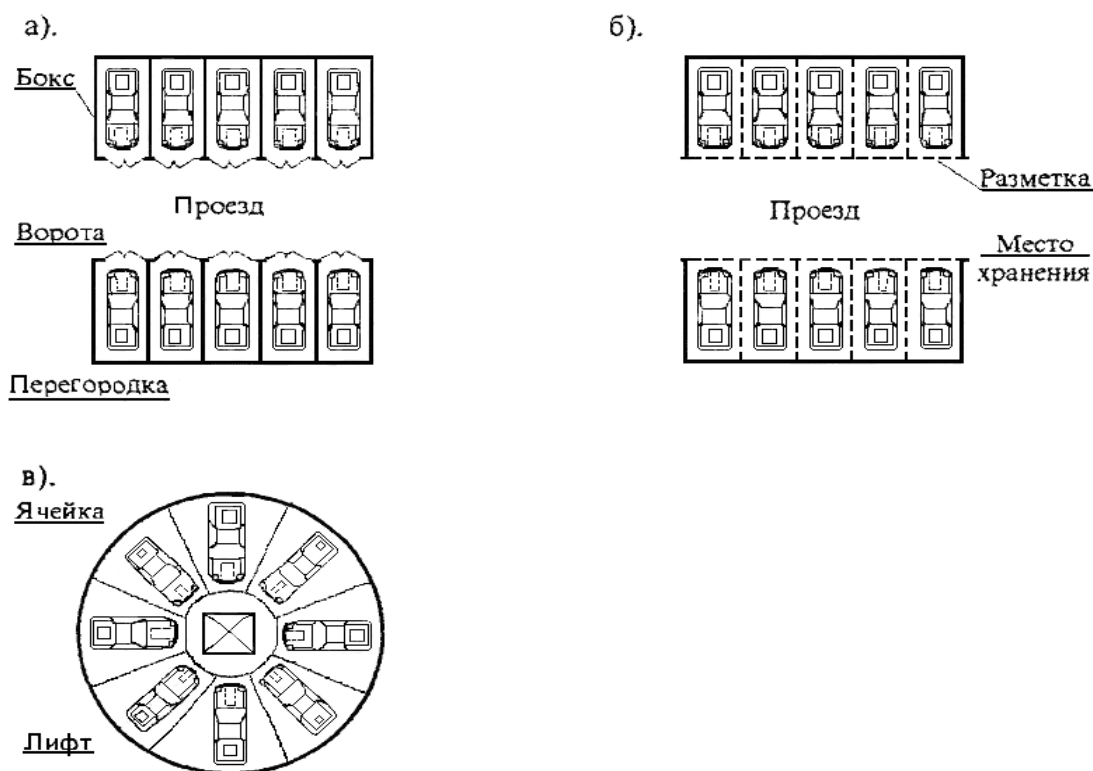 а).
б).
Бокс
Разметка
Проезд
Проезд
Ворота
Место
хранения
Перегородка
в).
Ячейка
Лифт